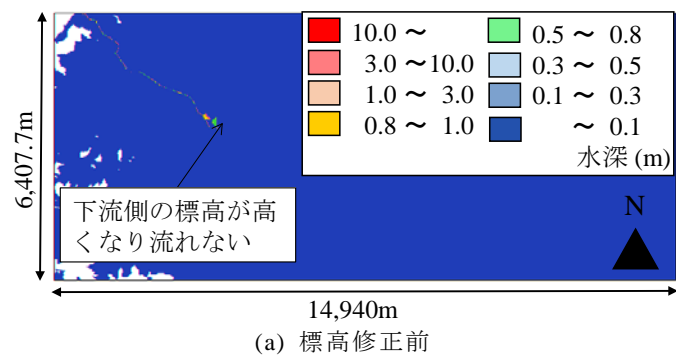 10.0 ～
3.0～10.0
1.0 ～ 3.0
0.8 ～ 1.0
0.5 ～ 0.8
0.3 ～ 0.5
0.1 ～ 0.3
～ 0.1
水深 (m)
6,407.7m
下流側の標高が高
くなり流れない
N
14,940m
(a) 標高修正前